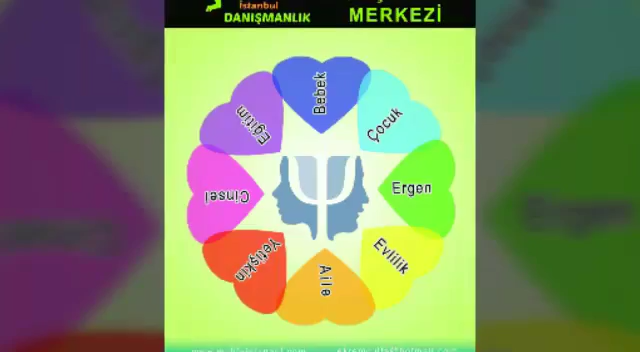 İstanbul
DANIŞMANLIK
MERKEZİ
Bebek
Çocuk
Ergen
Evlilik
Aile
Yetişkin
Cinsel
Eğitim